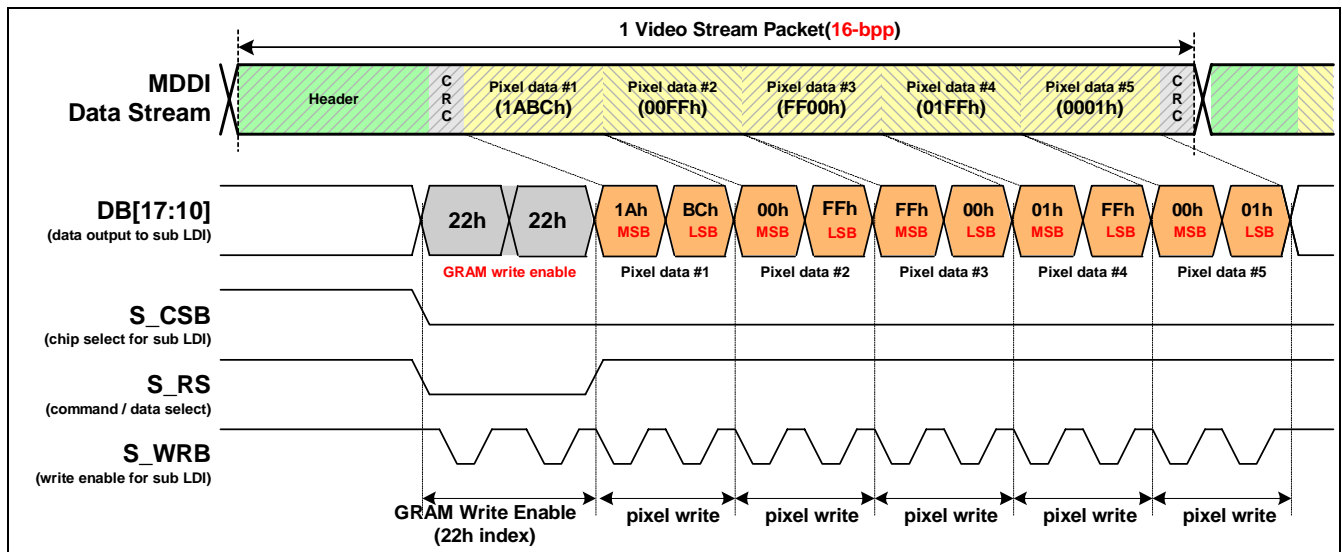 1 Video Stream Packet(16-bpp)
MDDI
Data Stream
Header
C
R
C
Pixel data #1
(1ABCh)
Pixel data #2
(00FFh)
Pixel data #3
(FF00h)
Pixel data #4
(01FFh)
Pixel data #5
(0001h)
C
R
C
DB[17:10]
(data output to sub LDI)
22h
22h
1Ah
MSB
BCh
LSB
00h
MSB
FFh
LSB
FFh
MSB
00h
LSB
01h
MSB
FFh
LSB
00h
MSB
01h
LSB
GRAM write enable
Pixel data #1
Pixel data #2
Pixel data #3
Pixel data #4
Pixel data #5
S_CSB
(chip select for sub LDI)
S_RS
(command / data select)
S_WRB
(write enable for sub LDI)
GRAM Write Enable
(22h index)
pixel write
pixel write
pixel write
pixel write
pixel write